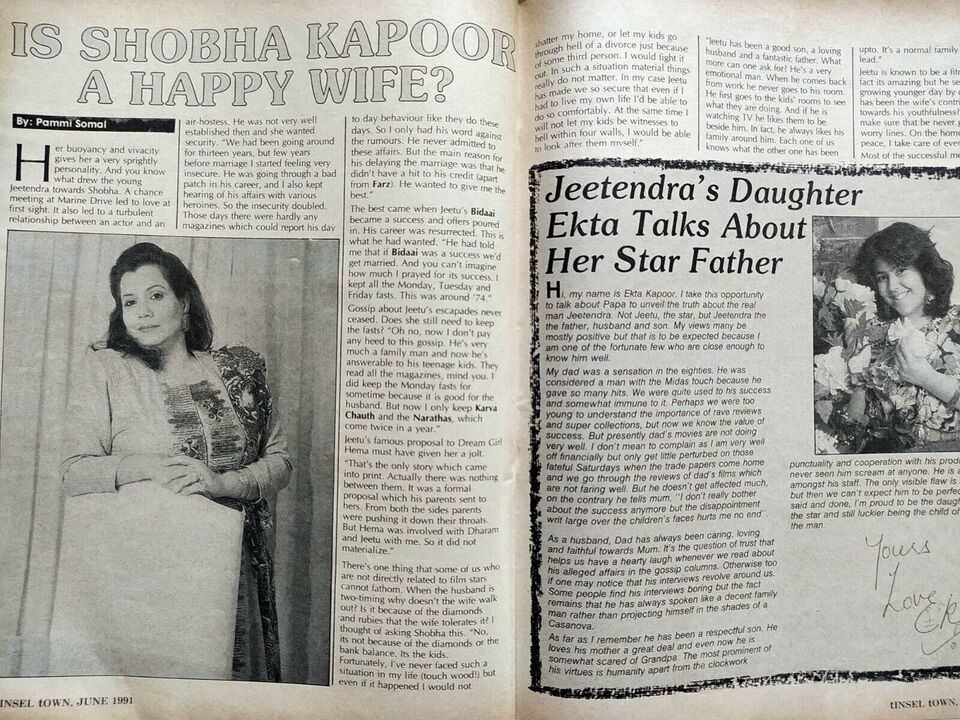 IS SHOBHA KAPOOR
A HAPPY WIFE?
By: Pammi Somal
Her buoyancy and vivacity
gives her a very sprightly
personality. And you know
what drew the young
Jeetendra towards Shobha. A chance
meeting at Marine Drive led to love at
first sight. It also led to a turbulent
relationship between an actor and an
air-hostess. He was not very well
established then and she wanted
security. "We had been going around
for thirteen years, but few years
before marriage I started feeling very
insecure. He was going through a bad
patch in his career, and I also kept
hearing of his affairs with various
heroines. So the insecurity doubled.
Those days there were hardly any
magazines which could report his day
to day behaviour like they do these
days. So I only had his word against
the rumours. He never admitted to
these affairs. But the main reason for
his delaying the marriage was that he
didn't have a hit to his credit (apart
from Farz). He wanted to give me the
best."
The best came when Jeetu's Bidaai
became a success and offers poured
in. His career was resurrected. This is
what he had wanted. "He had told
me that if Bidaai was a success we'd
get married. And you can't imagine
how much I prayed for its success. I
kept all the Monday, Tuesday and
Friday fasts. This was around '74."
Gossip about Jeetu's escapades never
ceased. Does she still need to keep
the fasts? "Oh no, now I don't pay
any heed to this gossip. He's very
much a family man and now he's
answerable to his teenage kids. They
read all the magazines, mind you. I
did keep the Monday fasts for
sometime because it is good for the
husband. But now I only keep Karva
Chauth and the Narathas, which
come twice in a year."
Jeetu's famous proposal to Dream Girl
Hema must have given her a jolt.
"That's the only story which came
into print. Actually there was nothing
between them. It was a formal
proposal which his parents sent to
hers. From both the sides parents
were pushing it down their throats.
But Hema was involved with Dharam
and Jeetu with me. So it did not
materialize."
There's one thing that some of us who
are not directly related to film stars
cannot fathom. When the husband is
two-timing why doesn't the wife walk
out? Is it because of the diamonds
and rubies that the wife tolerates it? I
thought of asking Shobha this. "No,
its not because of the diamonds or the
bank balance. Its the kids.
Fortunately, I've never faced such a
situation in my life (touch wood!) but
even if it happened I would not
shatter my home, or let my kids go
through hell of a divorce just because
of some third person. I would fight it
out. In such a situation material things
really do not matter. In my case Jeetu
has made we so secure that even if I
had to live my own life I'd be able to
do so comfortably. At the same time I
will not let my kids be witnesses to
hell within four walls, I would be able
to look after them myself."
"Jeetu has been a good son, a loving
husband and a fantastic father. What
more can one ask for? He's a very
emotional man. When he comes back
from work he never goes to his room.
He first goes to the kids' rooms to see
what they are doing. And if he is
watching TV he likes them to be
beside him. In fact, he always likes his
family around him. Each one of us
knows what the other one has been
upto. It's a normal family
lead."
Jeetu is known to be a
fact its amazing but he
growing younger day by
has been the wife's
towards his youthfulness?
make sure that he never
worry lines. On the home
peace, I take care of
Most of the successful
Jeetendra's Daughter
Ekta Talks About
Her Star Father
Hi, my name is Ekta Kapoor. I take this opportunity
to talk about Papa to unveil the truth about the real
man Jeetendra. Not Jeetu, the star, but Jeetendra the
the father, husband and son. My views many be
mostly positive but that is to be expected because I
am one of the fortunate few who are close enough to
know him well.
My dad was a sensation in the eighties. He was
considered a man with the Midas touch because he
gave so many hits. We were quite used to his success
and somewhat immune to it. Perhaps we were too
young to understand the importance of rave reviews
and super collections, but now we know the value of
success. But presently dad's movies are not doing
very well. I don't mean to complain as I am very well
off financially but only get little perturbed on those
fateful Saturdays when the trade papers come home
and we go through the reviews of dad's films which
are not faring well. But he doesn't get affected much,
on the contrary he tells mum. "I don't really bother
about the success anymore but the disappointment
writ large over the children's faces hurts me no end".
As a husband, Dad has always been caring, loving
and faithful towards Mum. It's the question of trust that
helps us have a hearty laugh whenever we read about
his alleged affairs in the gossip columns. Otherwise too
if one may notice that his interviews revolve around us.
Some people find his interviews boring but the fact
remains that he has always spoken like a decent family
man rather than projecting himself in the shades of a
Casanova.
As far as I remember he has been a respectful son. He
loves his mother a great deal and even now he is
somewhat scared of Grandpa. The most prominent of
his virtues is humanity apart from the clockwork
punctuality and cooperation with his
never seen him scream at anyone. He is
amongst his staff. The only visible flaw is
but then we can't expect him to be
said and done, I'm proud to be the
the star and still luckier being the child of
the man.
Yours
Love
tINSEL tOWN, JUNE 1991
tINSEL tOWN,